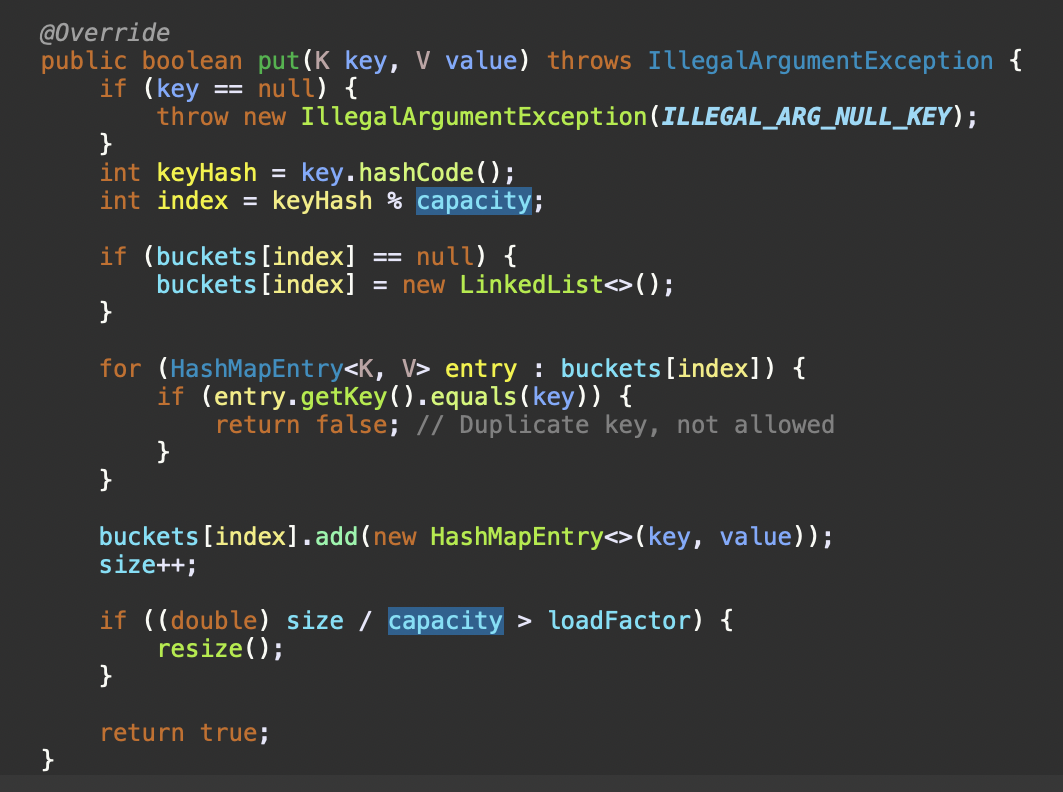 @Override
public boolean put(K key, V value) throws IllegalArgumentException {
    if (key == null) {
        throw new IllegalArgumentException(ILLEGAL_ARG_NULL_KEY);
    }
    int keyHash = key.hashCode();
    int index = keyHash % capacity;

    if (buckets[index] == null) {
        buckets[index] = new LinkedList<>();
    }

    for (HashMapEntry<K, V> entry : buckets[index]) {
        if (entry.getKey().equals(key)) {
            return false; // Duplicate key, not allowed
        }
    }

    buckets[index].add(new HashMapEntry<>(key, value));
    size++;

    if ((double) size / capacity > loadFactor) {
        resize();
    }

    return true;
}